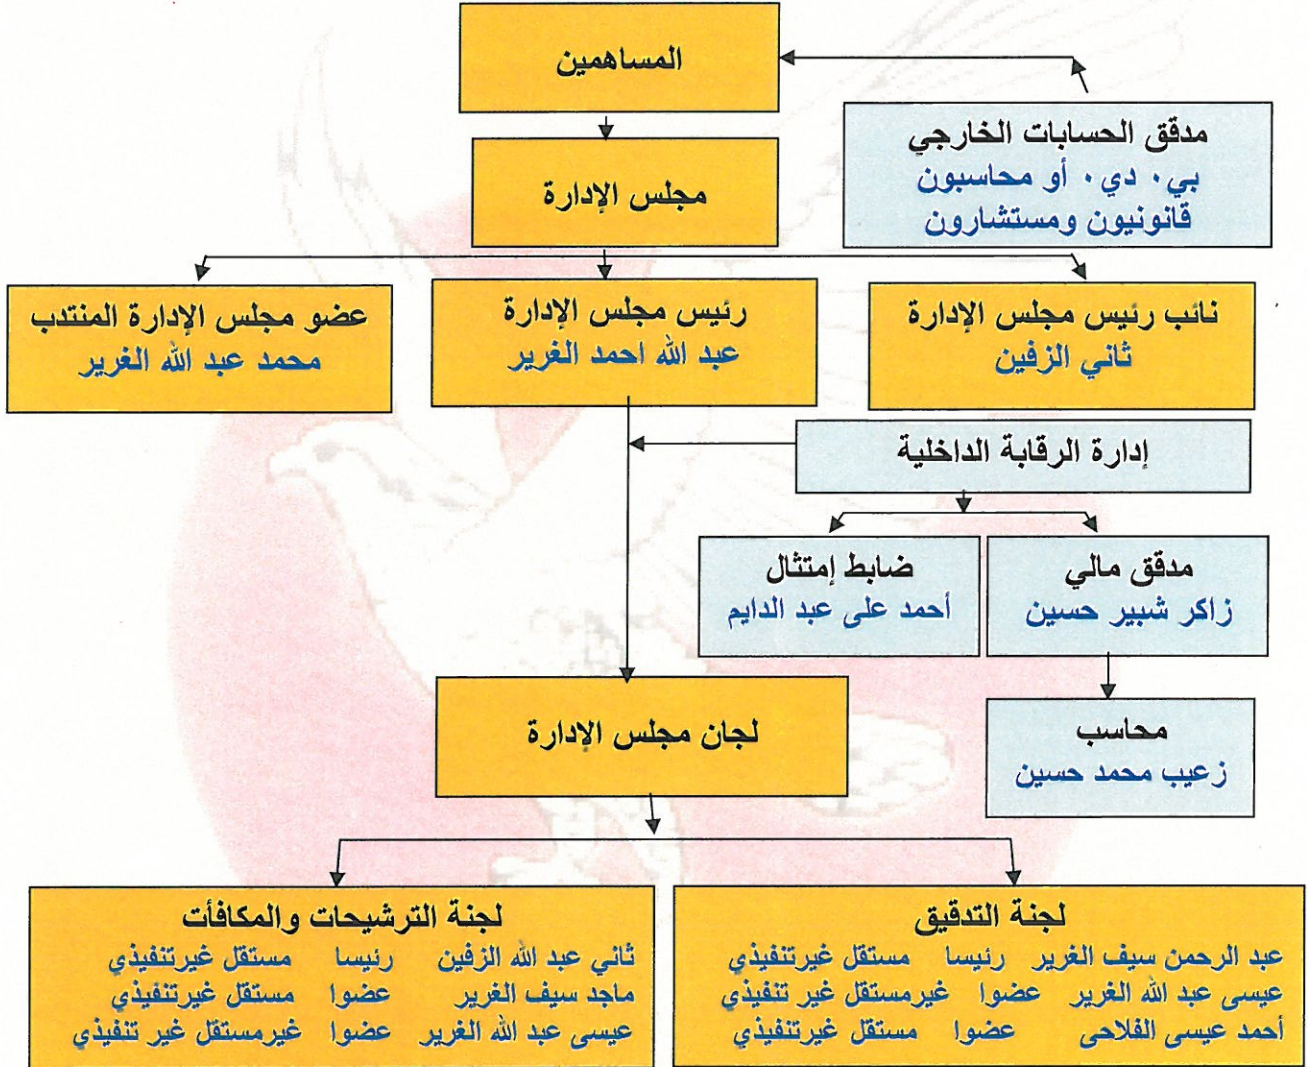 المساهمين
مدقق الحسابات الخارجي
بي. دي. أو محاسبون
قانونيون ومستشارون
مجلس الإدارة
نائب رئيس مجلس الإدارة
ثاني الزفين
رئيس مجلس الإدارة
عبد الله احمد الغرير
عضو مجلس الإدارة المنتدب
محمد عبد الله الغرير
إدارة الرقابة الداخلية
مدقق مالي
زاكر شبير حسين
ضابط إمتثال
أحمد على عبد الدايم
محاسب
زعيب محمد حسين
لجان مجلس الإدارة
لجنة التدقيق
عبد الرحمن سيف الغرير رئيسا مستقل غيرتنفيذي
عيسى عبد الله الغرير عضوا غيرمستقل غير تنفيذي
أحمد عيسى الفلاحى عضوا مستقل غيرتنفيذي
لجنة الترشيحات والمكافأت
ثاني عبد الله الزفين رئيسا مستقل غيرتنفيذي
ماجد سيف الغرير عضوا مستقل غيرتنفيذي
عيسى عبد الله الغرير عضوا غيرمستقل غير تنفيذي